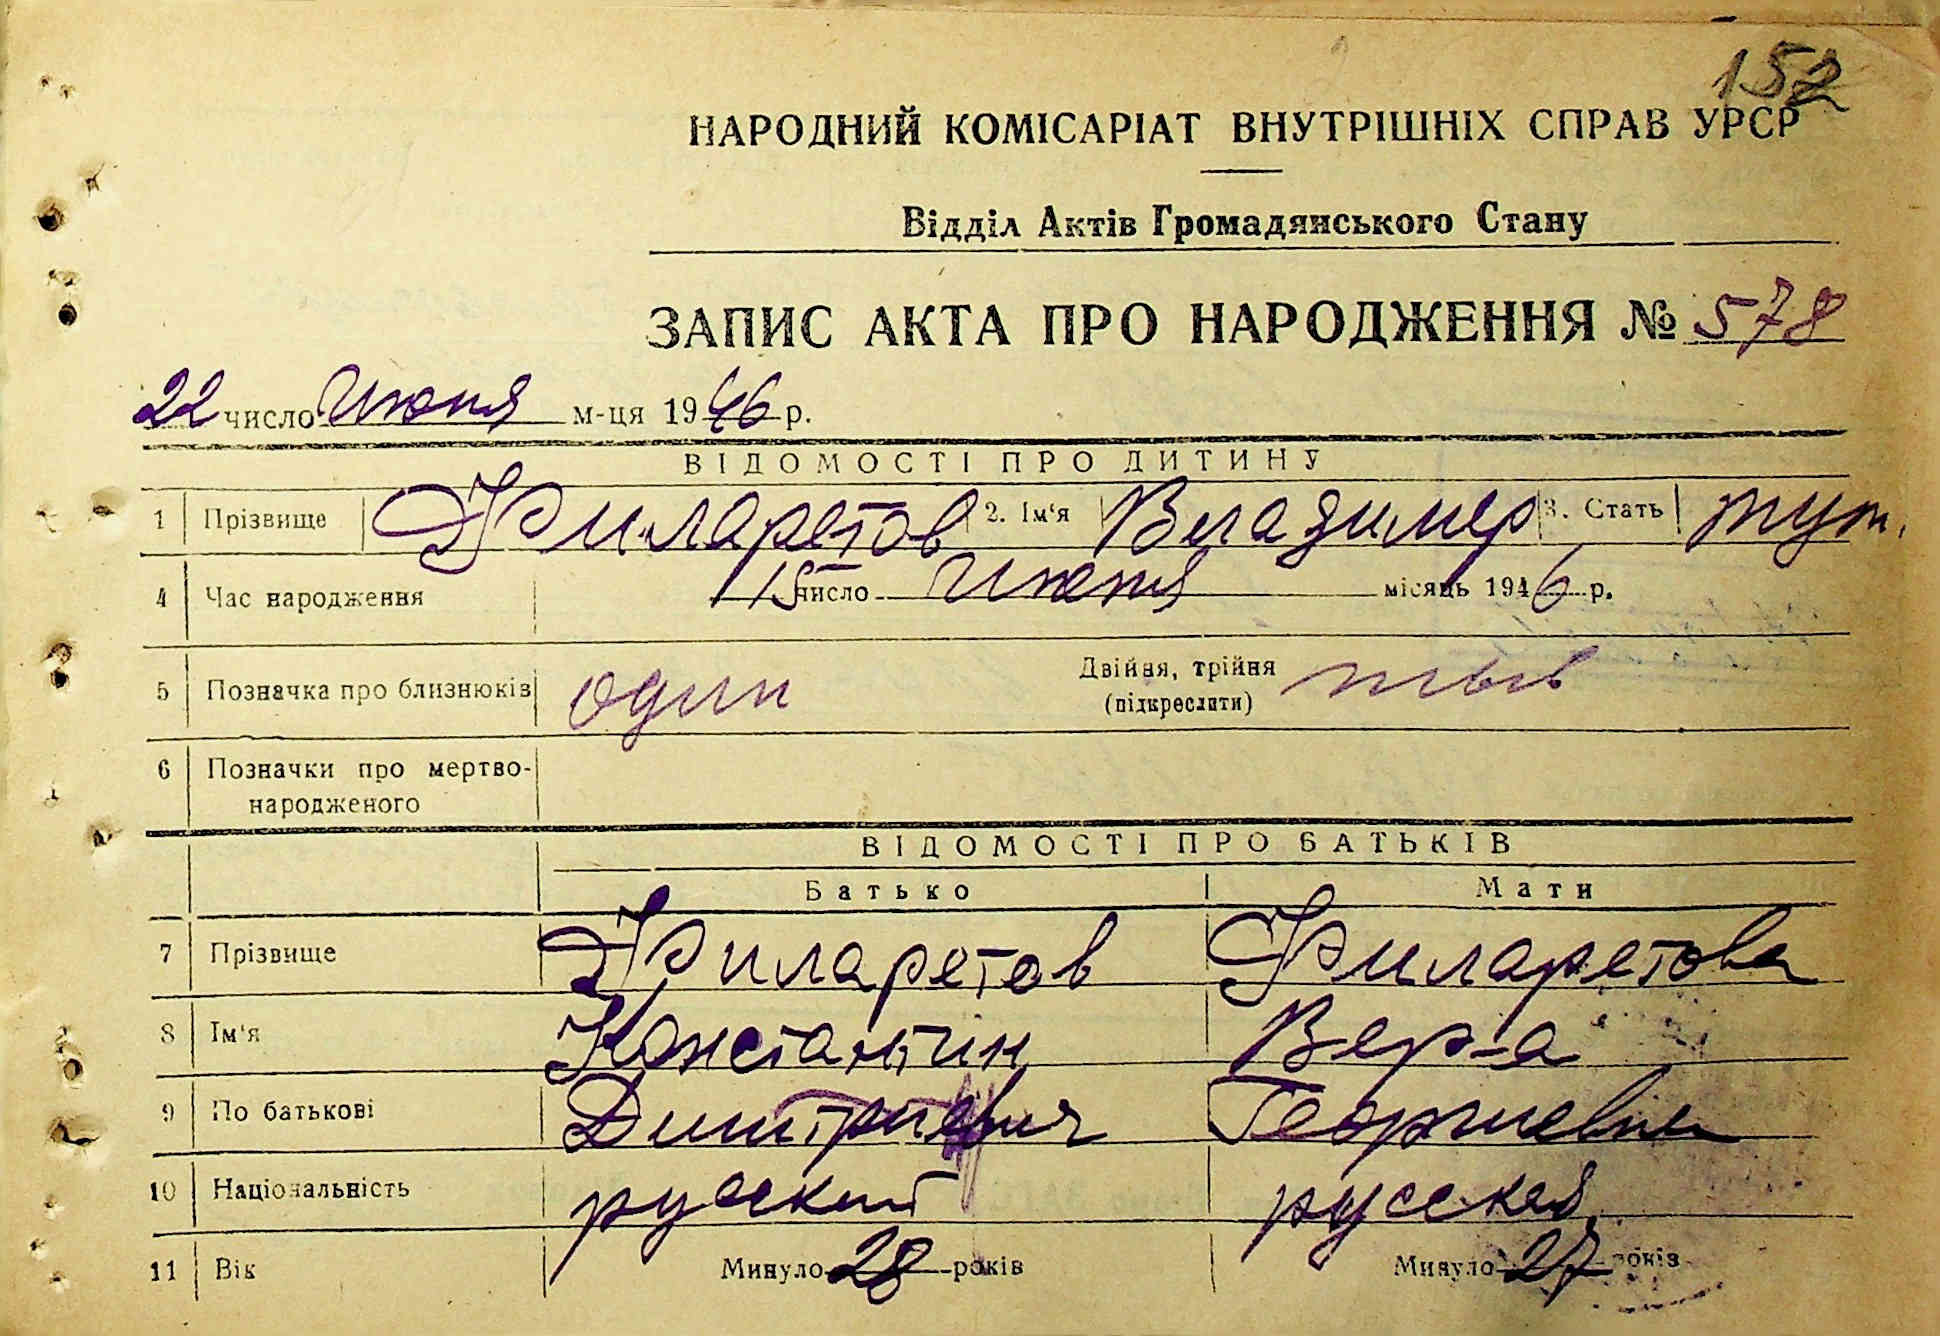 152
НАРОДНИЙ КОМІСАРІАТ ВНУТРІШНІХ СПРАВ УРСР
Відділ Актів Громадянського Стану
ЗАПИС АКТА ПРО НАРОДЖЕННЯ № 578
22 число Июня м-ця 1946 р.
ВІДОМОСТІ ПРО ДИТИНУ
1 Прізвище Филаретов 2. Ім'я Владимир 3. Стать муж.
4 Час народження 15 число Июня місяць 1946 р.
5 Позначка про близнюків один Двійня, трійня
(підкреслити)
6 Позначки про мертво-
народженого
ВІДОМОСТІ ПРО БАТЬКІВ
Батько Мати
7 Прізвище Филаретов Филаретова
8 Ім'я Константин Вер-а
9 По батькові Дмитриевич Георгиевна
10 Національність русский русская
11 Вік Минуло 28 років Минуло 27 років